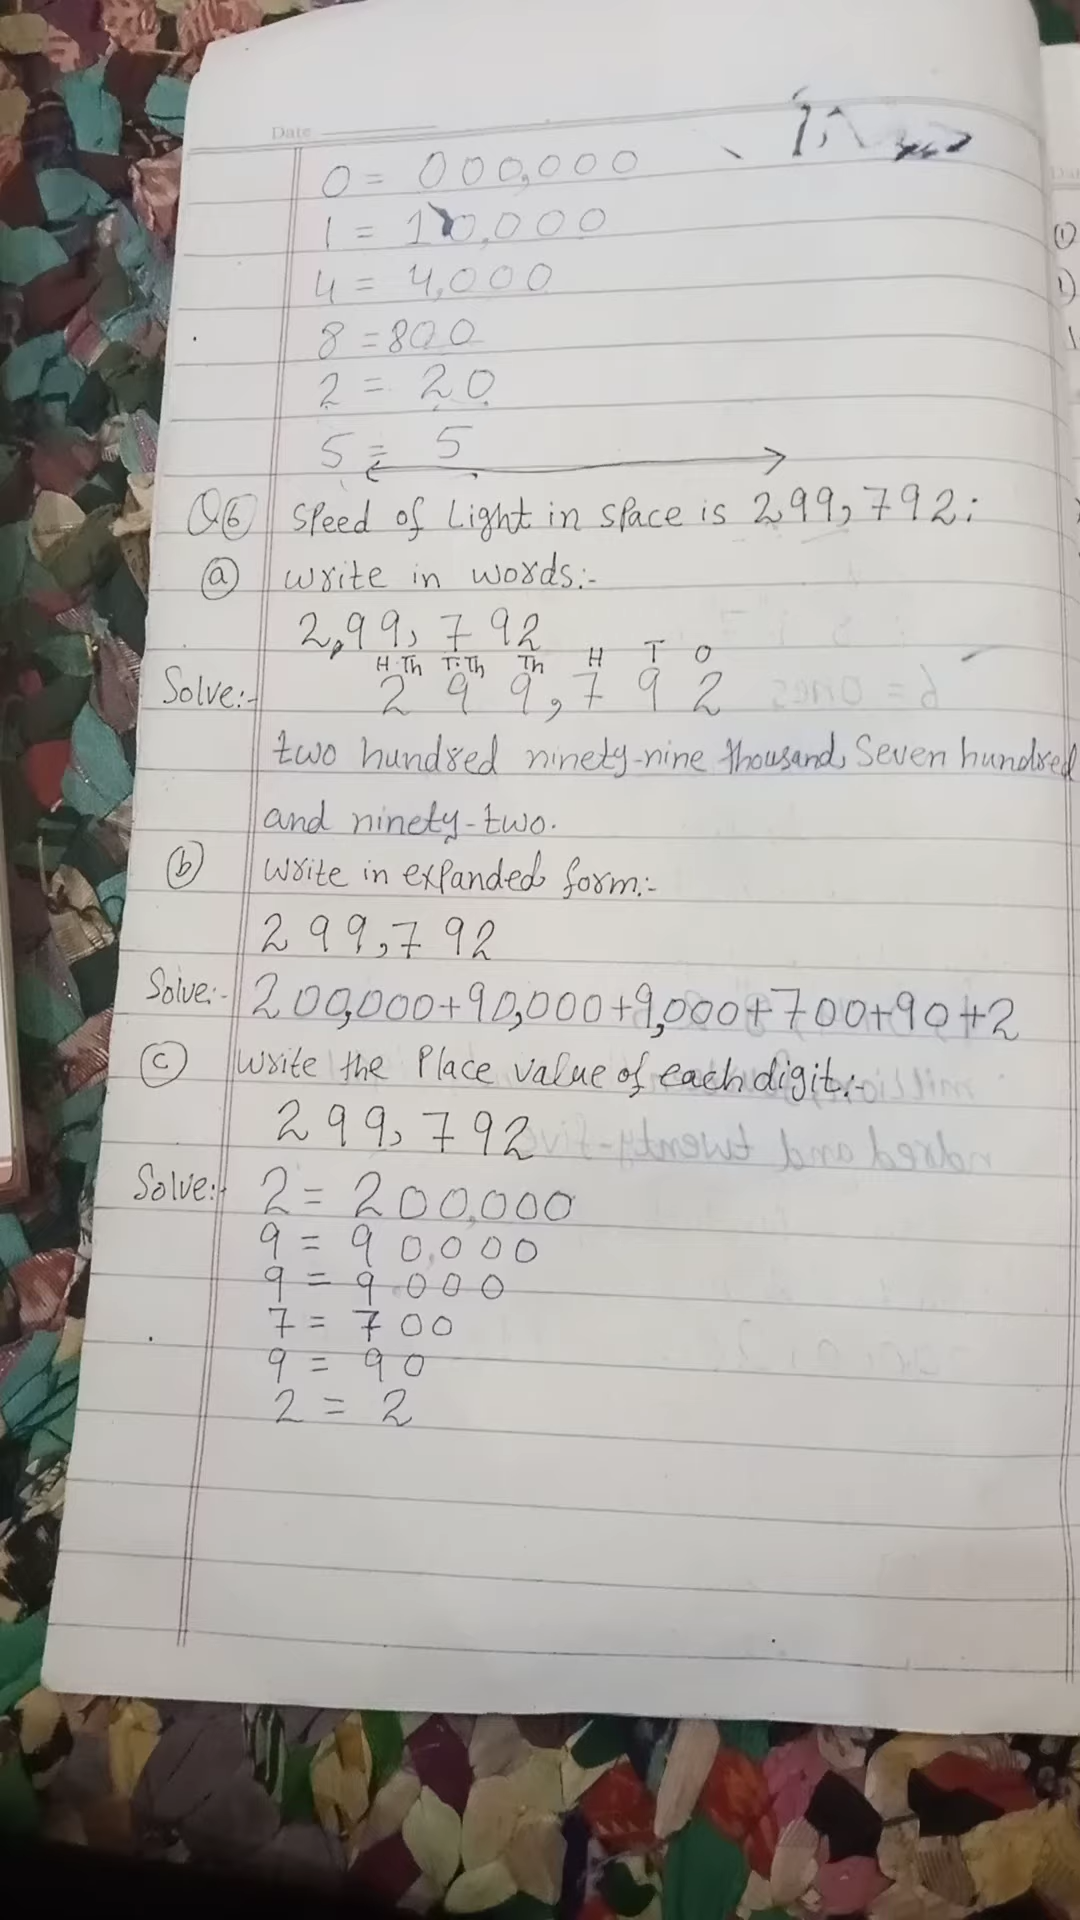 Date
0 = 000,000
1 = 10,000
4 = 4,000
8 = 800
2 = 20
5 = 5
Q6 Speed of Light in space is 299,792:
a write in words:-
2,99,792
H.Th T.Th Th H T O
Solve:- 2 9 9,7 9 2
two hundred ninety-nine thousand, Seven hundred
and ninety-two.
b write in expanded form:-
299,792
Solve:- 200,000+90,000+9,000+700+90+2
c Write the Place value of each digit:-
299,792
Solve:- 2 = 200,000
9 = 90,000
9 = 9,000
7 = 700
9 = 90
2 = 2